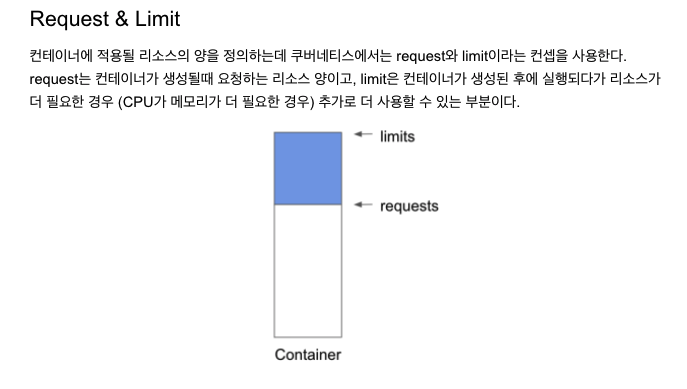 Request & Limit
컨테이너에 적용될 리소스의 양을 정의하는데 쿠버네티스에서는 request와 limit이라는 컨셉을 사용한다.
request는 컨테이너가 생성될때 요청하는 리소스 양이고, limit은 컨테이너가 생성된 후에 실행되다가 리소스가
더 필요한 경우 (CPU가 메모리가 더 필요한 경우) 추가로 더 사용할 수 있는 부분이다.
limits
requests
Container